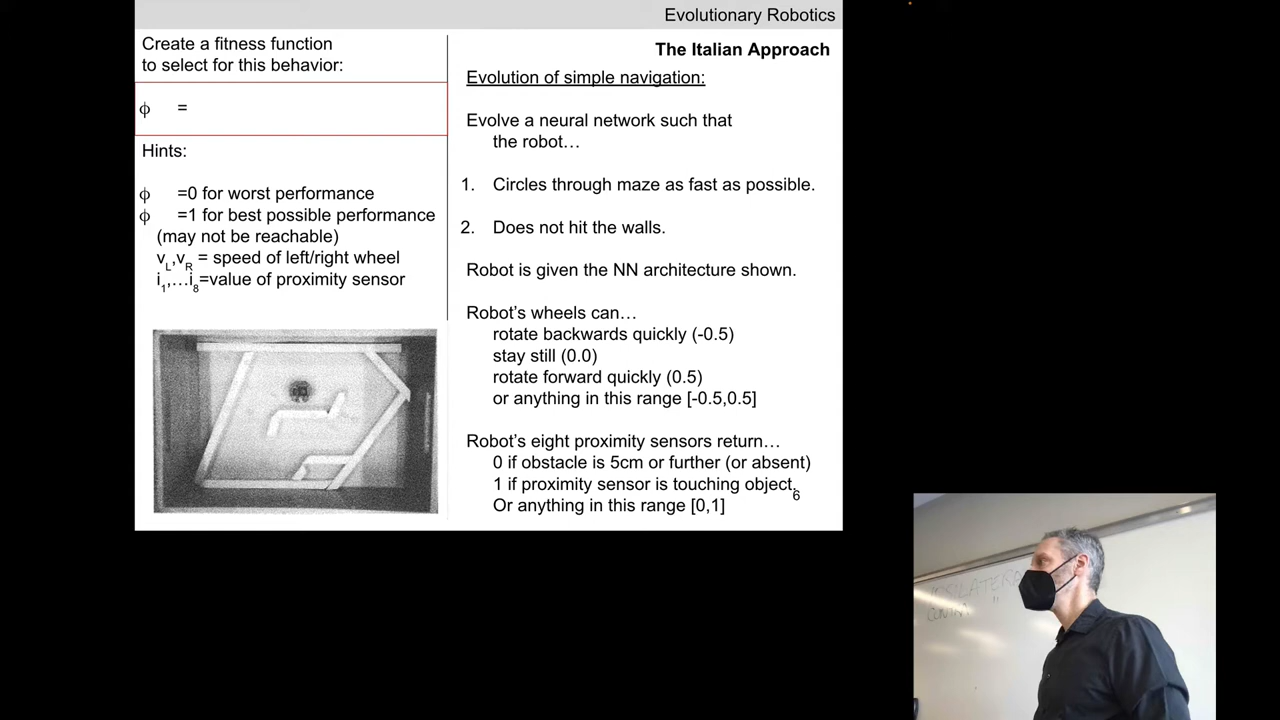 Evolutionary Robotics
Create a fitness function
to select for this behavior:
ϕ =
Hints:
ϕ =0 for worst performance
ϕ =1 for best possible performance
(may not be reachable)
vL,vR = speed of left/right wheel
i1,…i8=value of proximity sensor
The Italian Approach
Evolution of simple navigation:
Evolve a neural network such that
the robot…
1. Circles through maze as fast as possible.
2. Does not hit the walls.
Robot is given the NN architecture shown.
Robot’s wheels can…
rotate backwards quickly (-0.5)
stay still (0.0)
rotate forward quickly (0.5)
or anything in this range [-0.5,0.5]
Robot’s eight proximity sensors return…
0 if obstacle is 5cm or further (or absent)
1 if proximity sensor is touching object.
Or anything in this range [0,1]
6